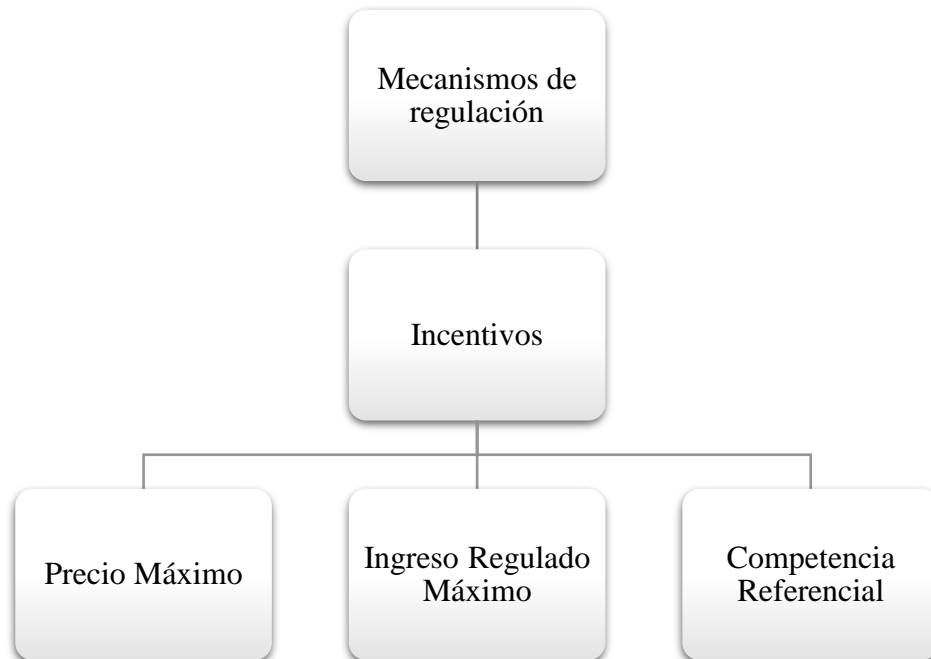 Mecanismos de
regulación
Incentivos
Precio Máximo
Ingreso Regulado
Máximo
Competencia
Referencial